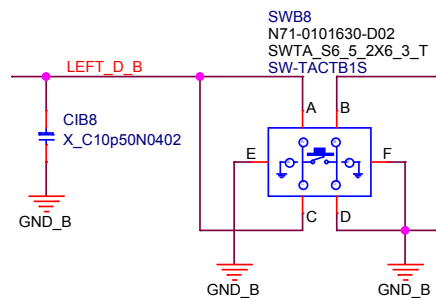 SWB8
N71-0101630-D02
SWTA_S6_5_2X6_3_T
SW-TACTB1S
LEFT_D_B
A
B
CIB8
X_C10p50N0402
E
F
C
D
GND_B
GND_B
GND_B